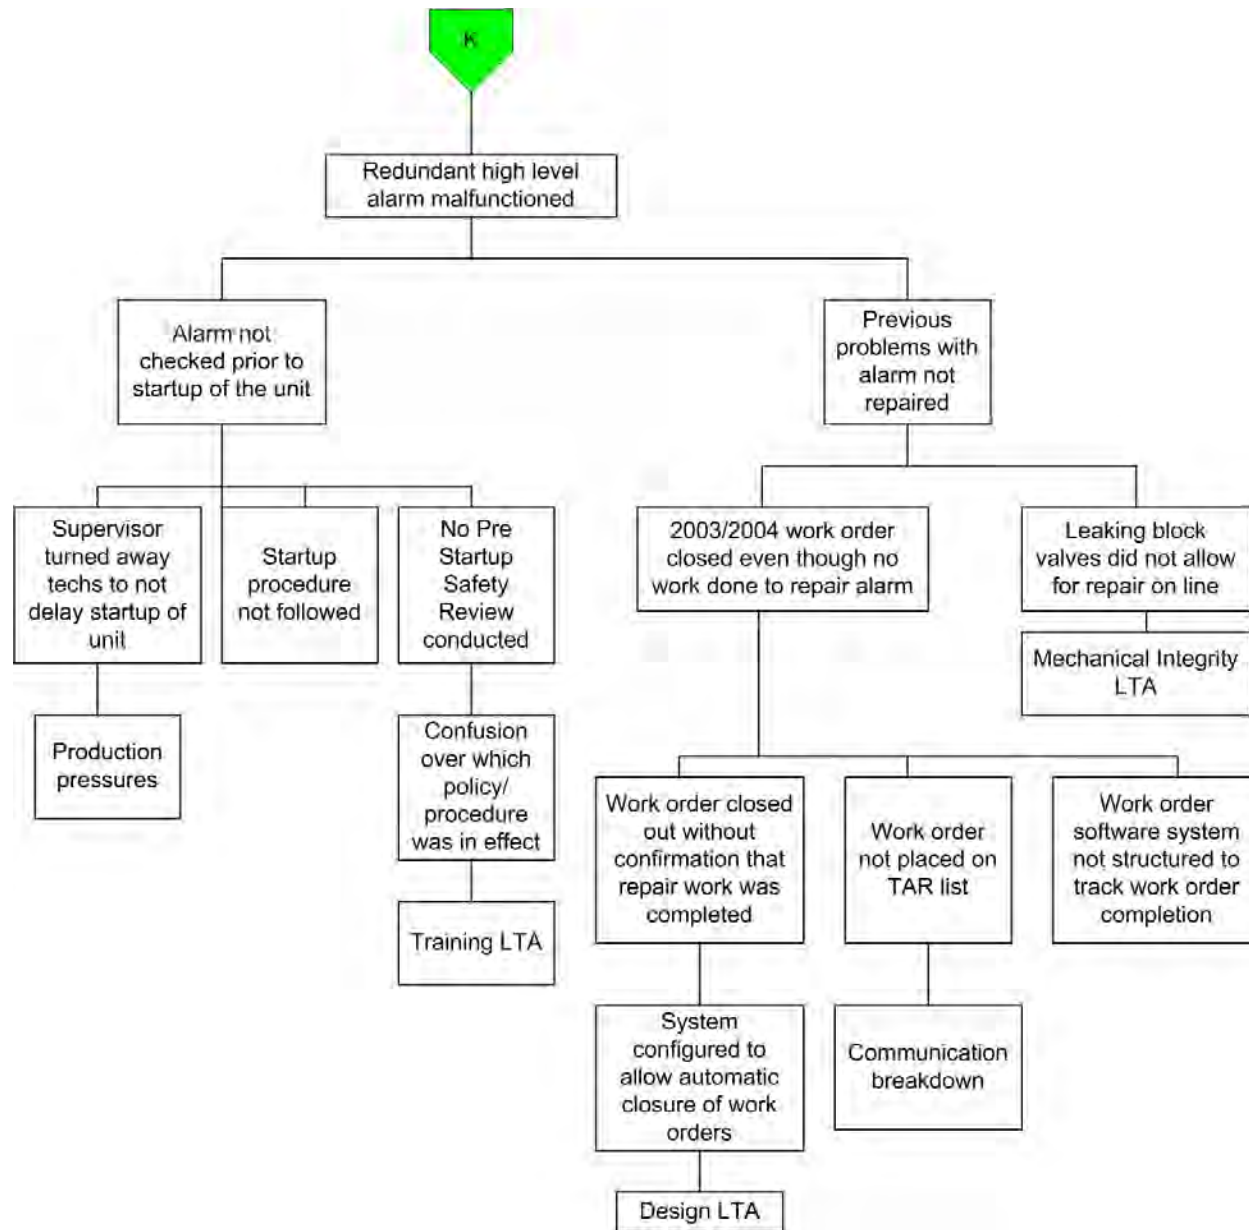 K
Redundant high level
alarm malfunctioned
Alarm not
checked prior to
startup of the unit
Previous
problems with
alarm not
repaired
Supervisor
turned away
techs to not
delay startup of
unit
Startup
procedure
not followed
No Pre
Startup
Safety
Review
conducted
2003/2004 work order
closed even though no
work done to repair alarm
Leaking block
valves did not allow
for repair on line
Mechanical Integrity
LTA
Production
pressures
Confusion
over which
policy/
procedure
was in effect
Training LTA
Work order closed
out without
confirmation that
repair work was
completed
Work order
not placed on
TAR list
Work order
software system
not structured to
track work order
completion
System
configured to
allow automatic
closure of work
orders
Communication
breakdown
Design LTA